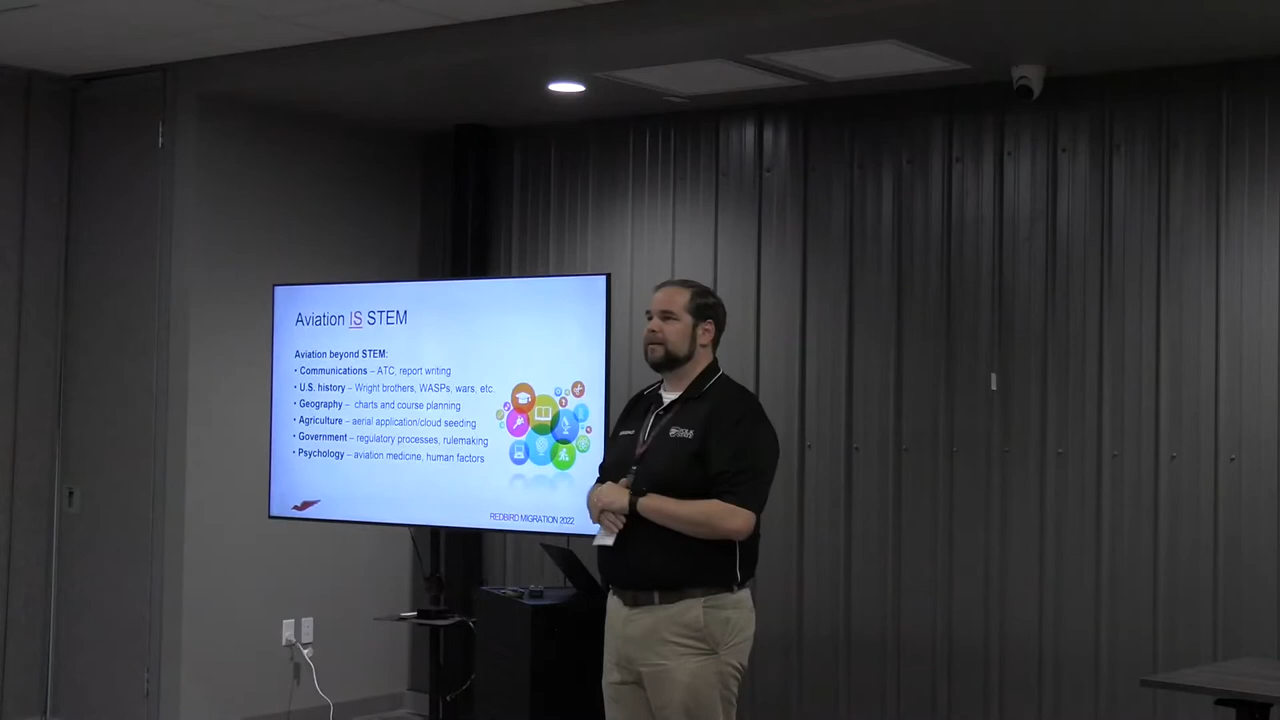 Aviation IS STEM
Aviation beyond STEM:
• Communications – ATC, report writing
• U.S. history – Wright brothers, WASPs, wars, etc.
• Geography – charts and course planning
• Agriculture – aerial application/cloud seeding
• Government – regulatory processes, rulemaking
• Psychology – aviation medicine, human factors
REDBIRD MIGRATION 2022